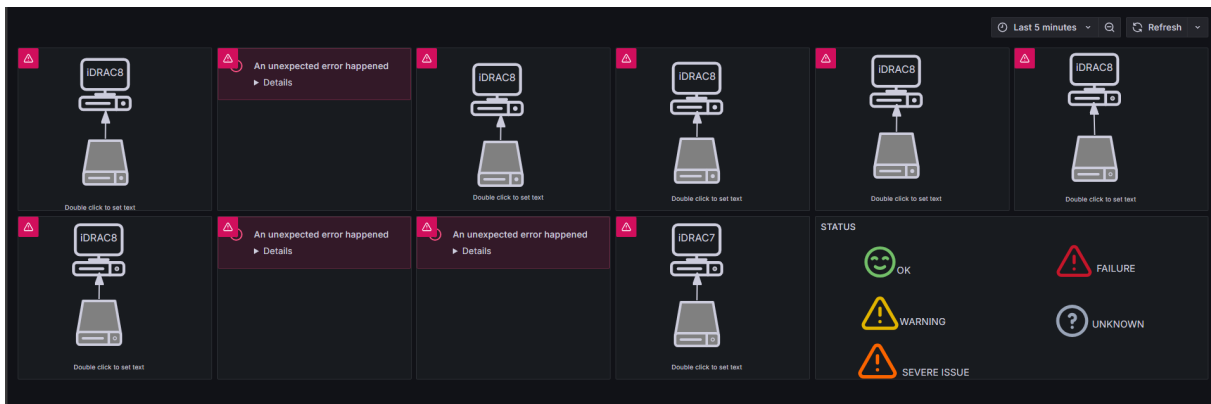 Last 5 minutes
Refresh
iDRAC8
Double click to set text
An unexpected error happened
Details
iDRAC8
Double click to set text
iDRAC8
Double click to set text
iDRAC8
Double click to set text
iDRAC8
Double click to set text
iDRAC8
Double click to set text
An unexpected error happened
Details
An unexpected error happened
Details
iDRAC7
Double click to set text
STATUS
OK
FAILURE
WARNING
UNKNOWN
SEVERE ISSUE